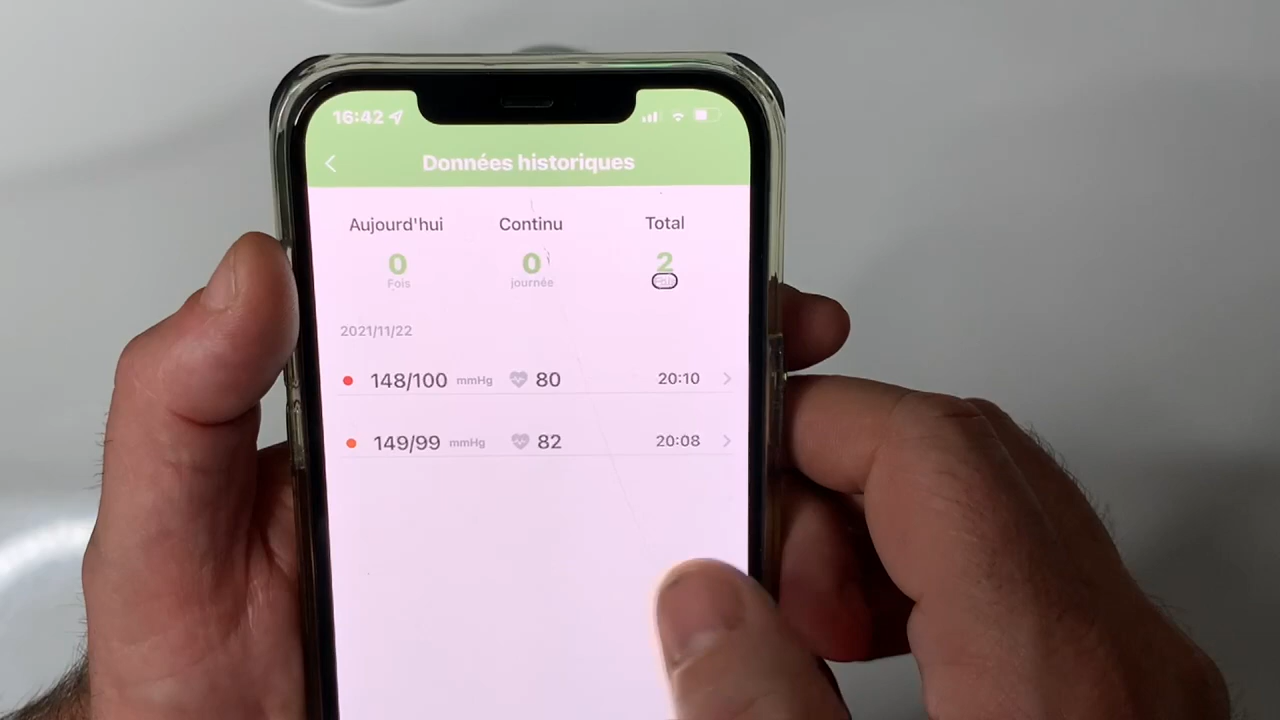 16:42
Données historiques
Aujourd'hui Continu Total
0 0 2
Fois journée Fois
2021/11/22
148/100 mmHg 80 20:10
149/99 mmHg 82 20:08